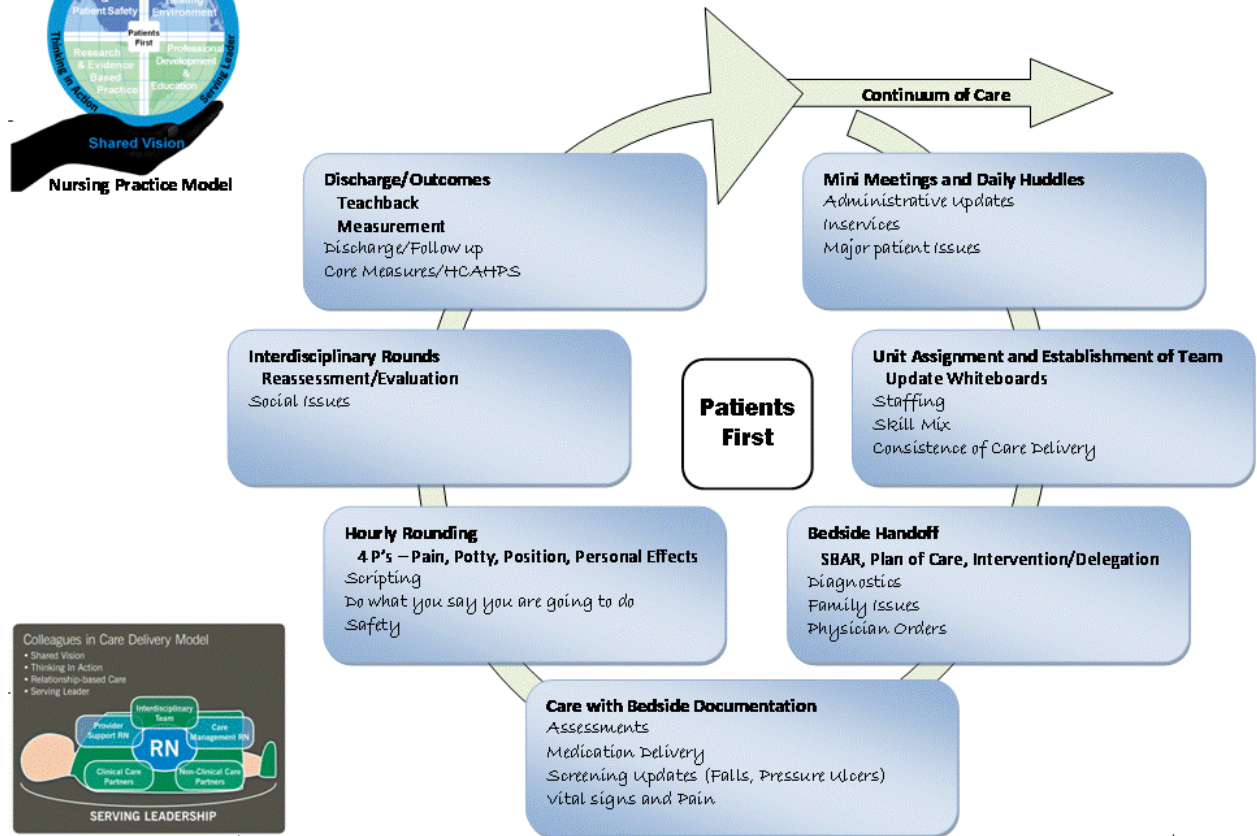 &
Patient Safety
Healing
Environment
Patients
First
Research
& Evidence
Based
Practice
Professional
Development
&
Education
Thinking In Action
Serving Leader
Shared Vision
Nursing Practice Model
Continuum of Care
Discharge/Outcomes
Teachback
Measurement
Discharge/Follow up
Core Measures/HCAHPS
Mini Meetings and Daily Huddles
Administrative updates
Inservices
Major patient Issues
Interdisciplinary Rounds
Reassessment/Evaluation
Social Issues
Patients
First
Unit Assignment and Establishment of Team
Update Whiteboards
Staffing
Skill Mix
Consistence of Care Delivery
Hourly Rounding
4 P's – Pain, Potty, Position, Personal Effects
Scripting
Do what you say you are going to do
Safety
Bedside Handoff
SBAR, Plan of Care, Intervention/Delegation
Diagnostics
Family Issues
Physician Orders
Care with Bedside Documentation
Assessments
Medication Delivery
Screening Updates (Falls, Pressure Ulcers)
Vital signs and Pain
Colleagues in Care Delivery Model
• Shared Vision
• Thinking In Action
• Relationship-based Care
• Serving Leader
Interdisciplinary
Team
Provider
Support RN
RN
Care
Management RN
Clinical Care
Partners
Non-Clinical Care
Partners
SERVING LEADERSHIP